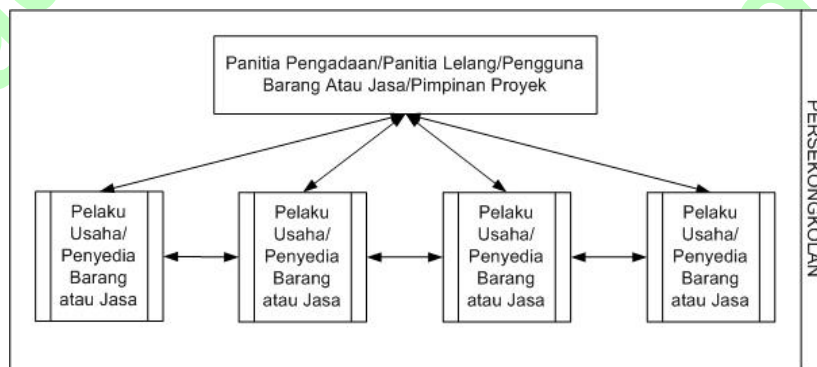 Panitia Pengadaan/Panitia Lelang/Pengguna
Barang Atau Jasa/Pimpinan Proyek
Pelaku
Usaha/
Penyedia
Barang
atau Jasa
Pelaku
Usaha/
Penyedia
Barang
atau Jasa
Pelaku
Usaha/
Penyedia
Barang
atau Jasa
Pelaku
Usaha/
Penyedia
Barang
atau Jasa
PERSEKONGKOLAN